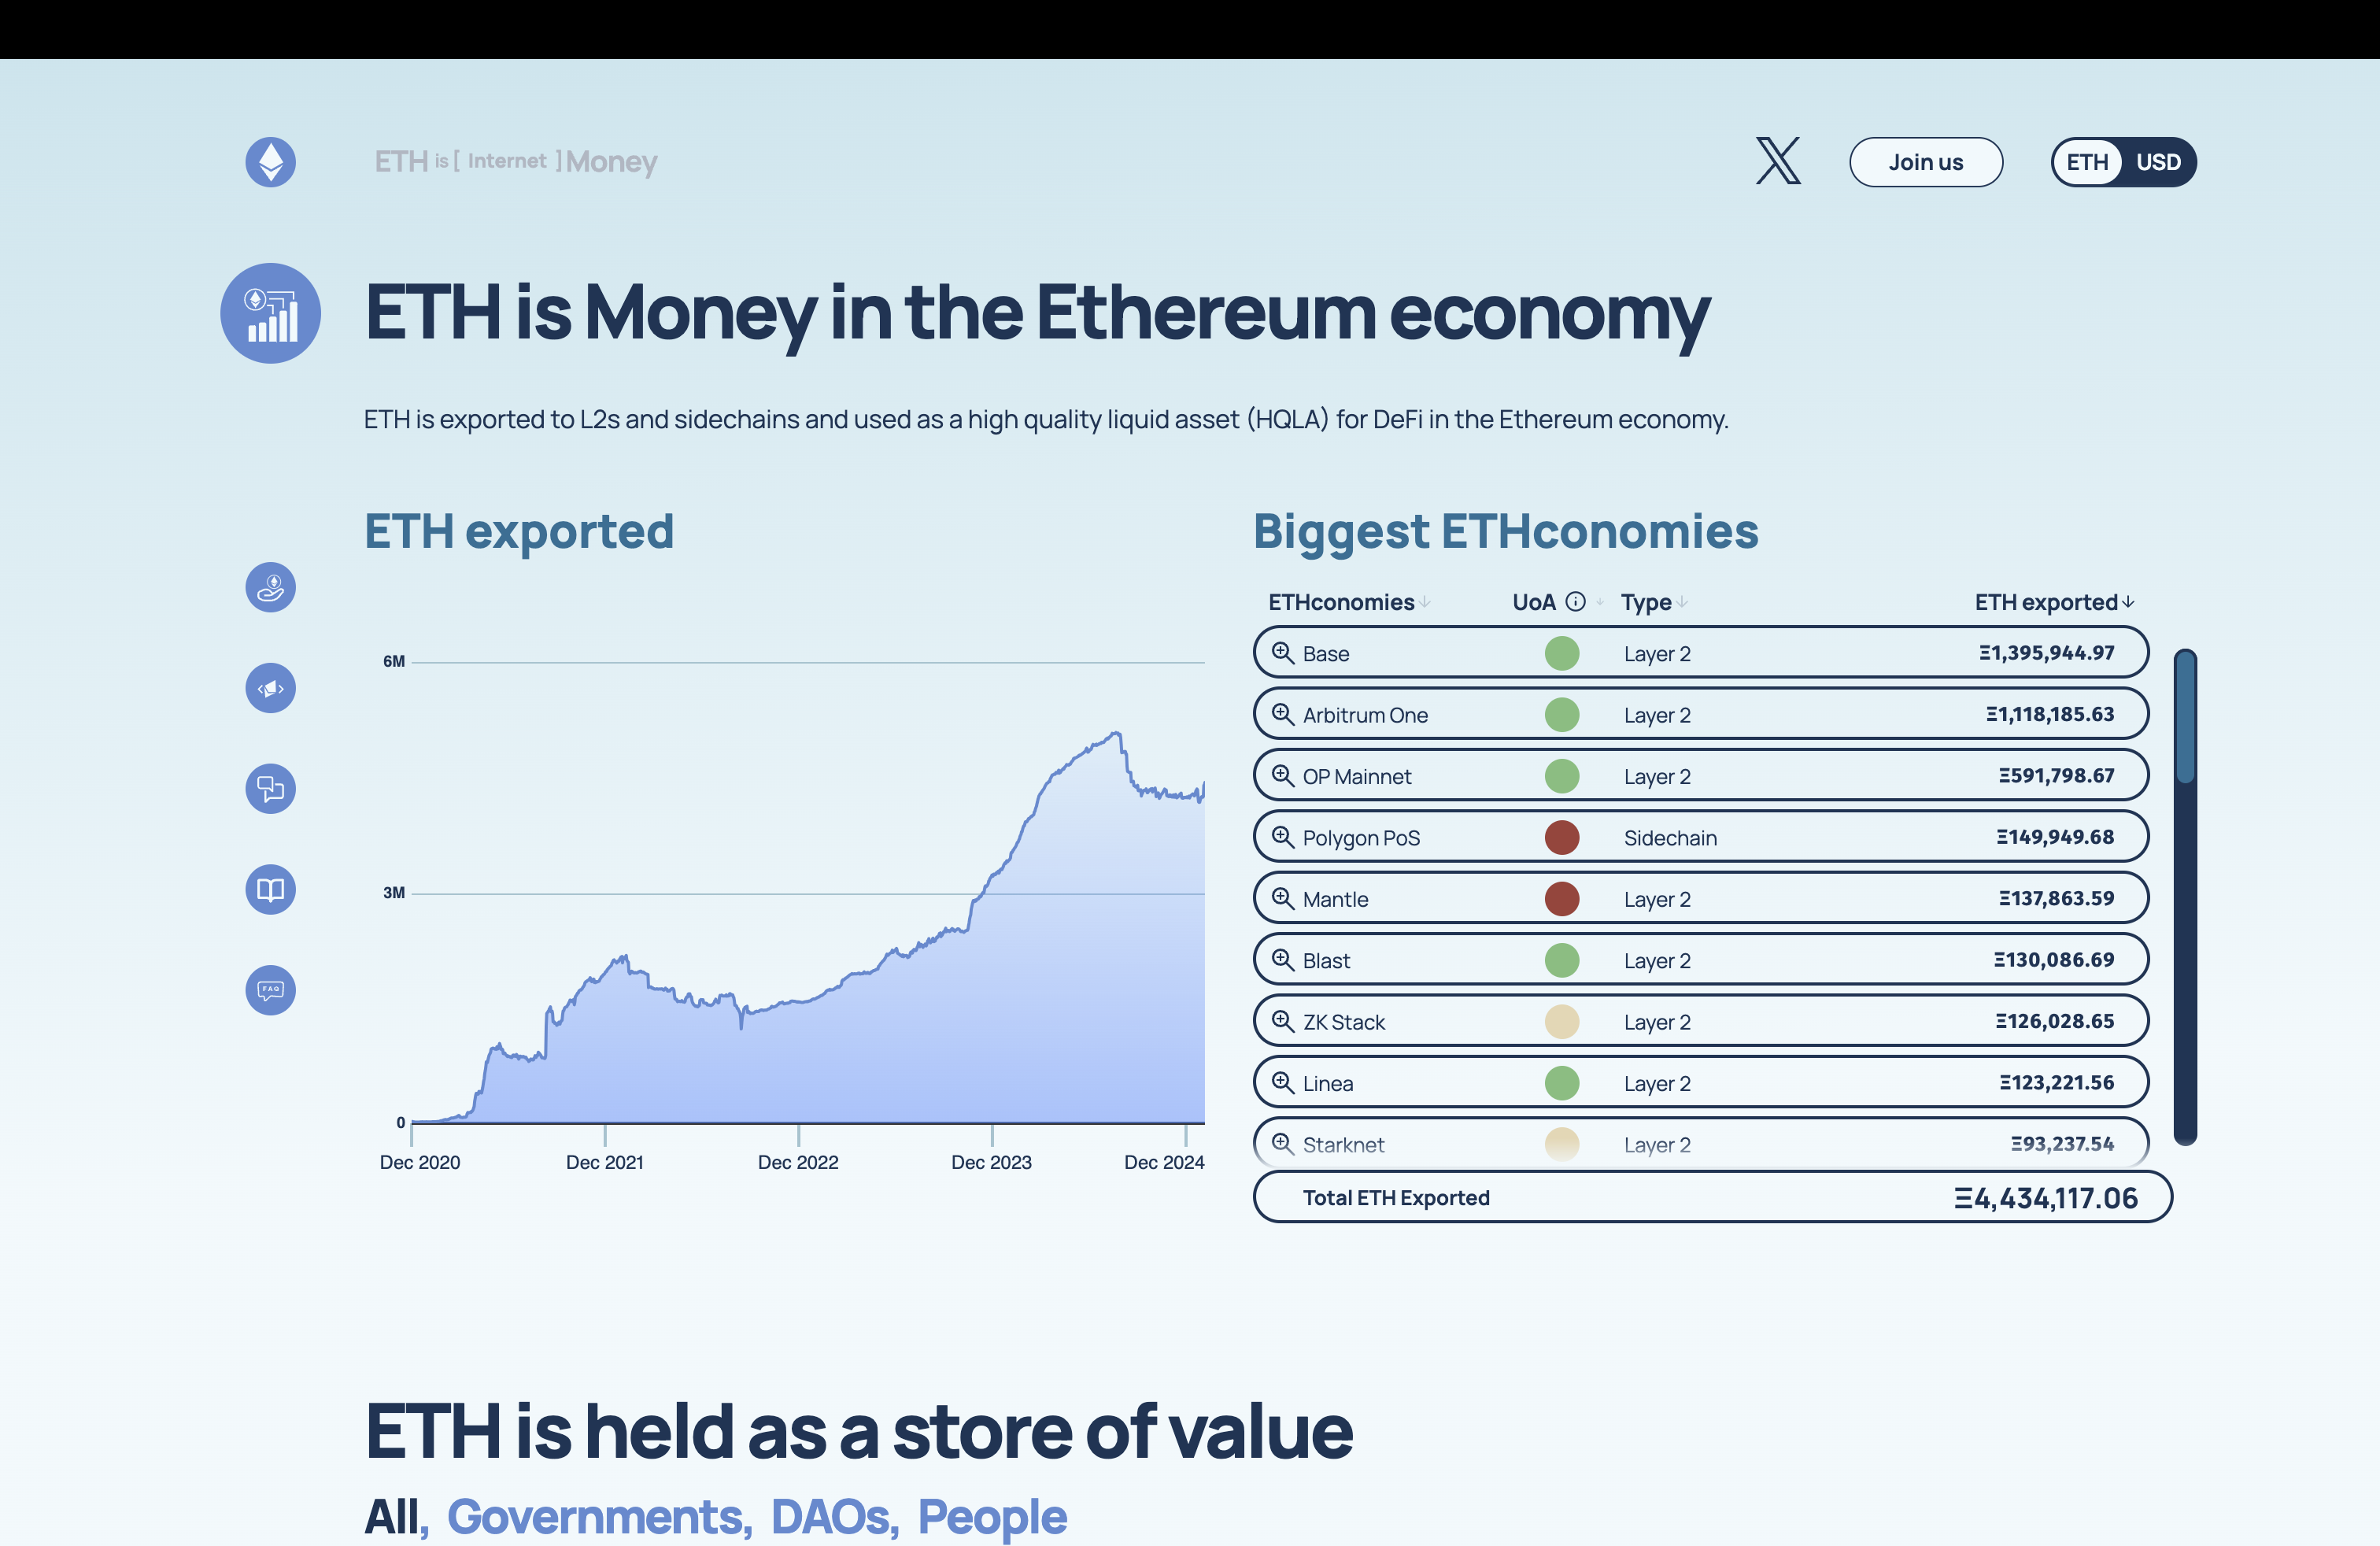 ETH is [ Internet ] Money
Join us
ETH USD
ETH is Money in the Ethereum economy
ETH is exported to L2s and sidechains and used as a high quality liquid asset (HQLA) for DeFi in the Ethereum economy.
ETH exported
6M
3M
0
Dec 2020 Dec 2021 Dec 2022 Dec 2023 Dec 2024
FAQ
Biggest ETHconomies
ETHconomies UoA Type ETH exported
Base Layer 2 Ξ1,395,944.97
Arbitrum One Layer 2 Ξ1,118,185.63
OP Mainnet Layer 2 Ξ591,798.67
Polygon PoS Sidechain Ξ149,949.68
Mantle Layer 2 Ξ137,863.59
Blast Layer 2 Ξ130,086.69
ZK Stack Layer 2 Ξ126,028.65
Linea Layer 2 Ξ123,221.56
Starknet Layer 2 Ξ93,237.54
Total ETH Exported Ξ4,434,117.06
ETH is held as a store of value
All, Governments, DAOs, People